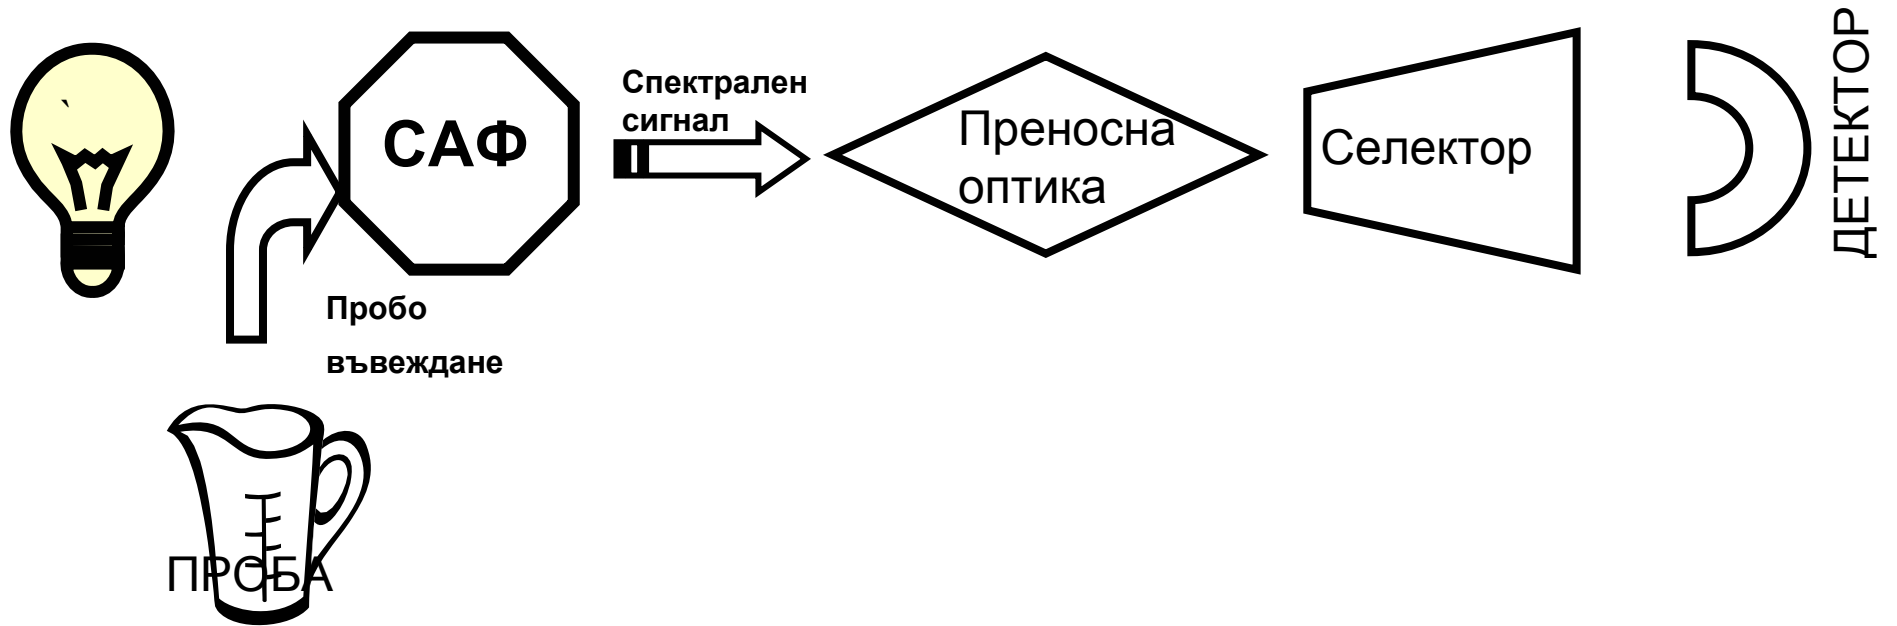 САФ
Спектрален
сигнал
Преносна
оптика
Селектор
ДЕТЕКТОР
Пробо
въвеждане
ПРОБА